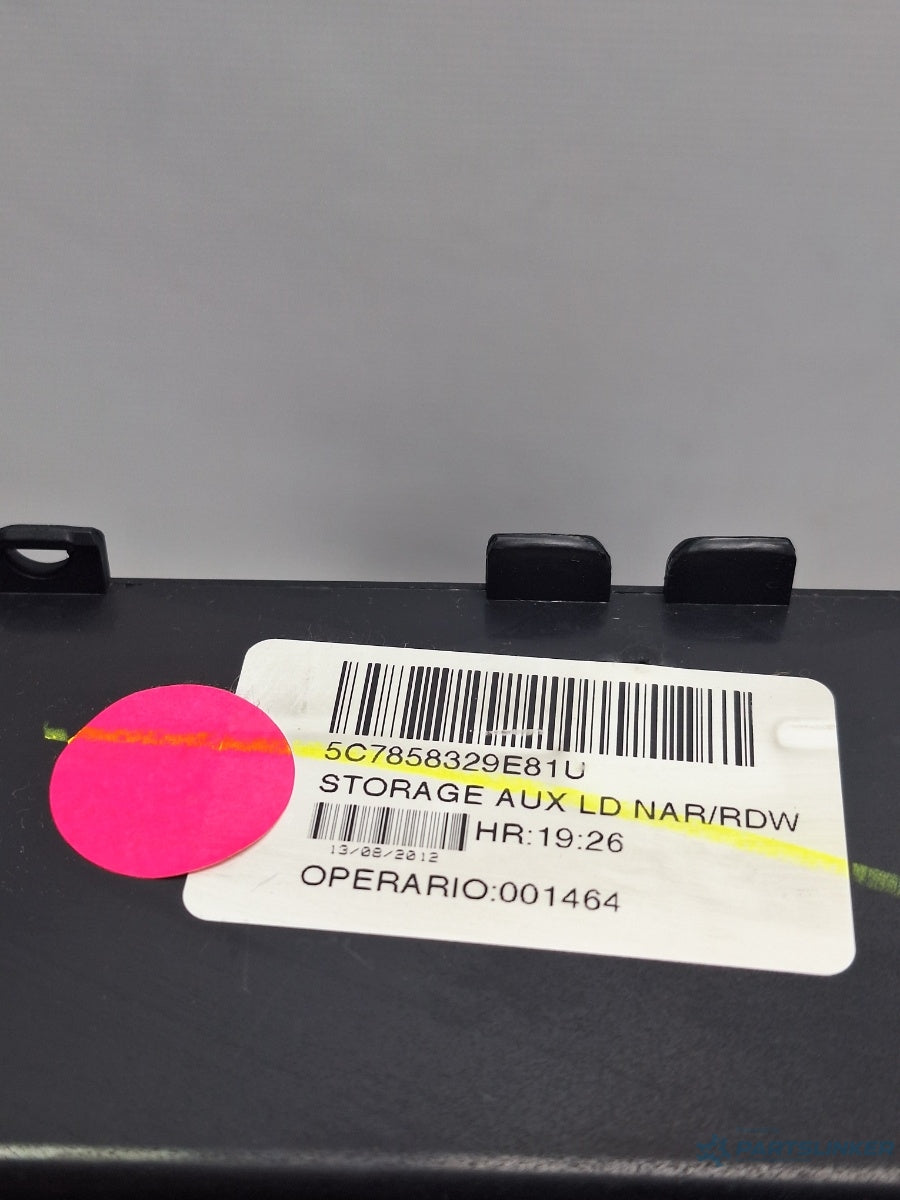 5C7858329E81U
STORAGE AUX LD NAR/RDW
HR:19:26
13/08/2012
OPERARIO:001464